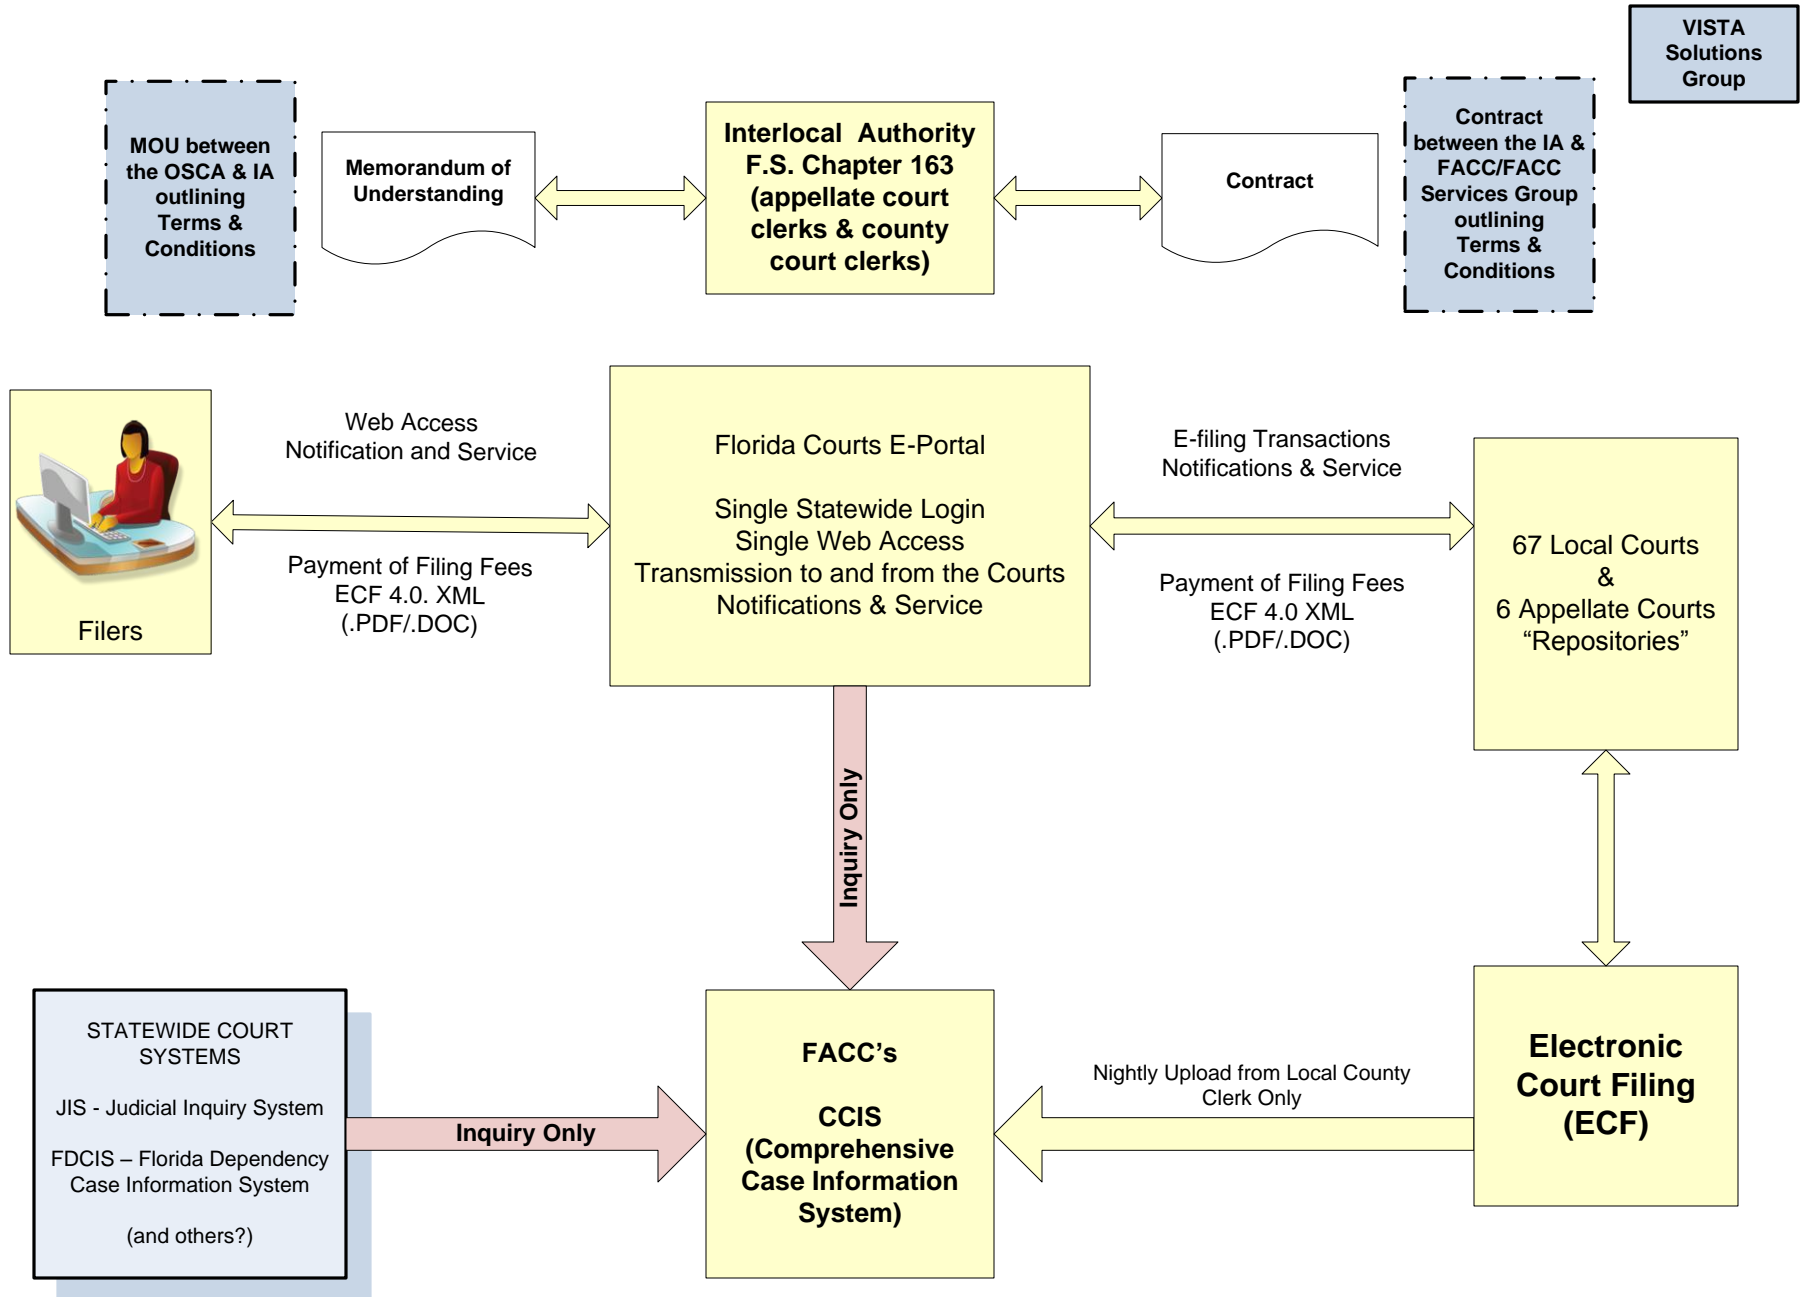 VISTA
Solutions
Group
MOU between
the OSCA & IA
outlining
Terms &
Conditions
Memorandum of
Understanding
Interlocal Authority
F.S. Chapter 163
(appellate court
clerks & county
court clerks)
Contract
Contract
between the IA &
FACC/FACC
Services Group
outlining
Terms &
Conditions
Filers
Web Access
Notification and Service
Payment of Filing Fees
ECF 4.0. XML
(.PDF/.DOC)
Florida Courts E-Portal
Single Statewide Login
Single Web Access
Transmission to and from the Courts
Notifications & Service
E-filing Transactions
Notifications & Service
Payment of Filing Fees
ECF 4.0 XML
(.PDF/.DOC)
67 Local Courts
&
6 Appellate Courts
“Repositories”
Inquiry Only
STATEWIDE COURT
SYSTEMS
JIS - Judicial Inquiry System
FDCIS – Florida Dependency
Case Information System
(and others?)
Inquiry Only
FACC’s
CCIS
(Comprehensive
Case Information
System)
Nightly Upload from Local County
Clerk Only
Electronic
Court Filing
(ECF)